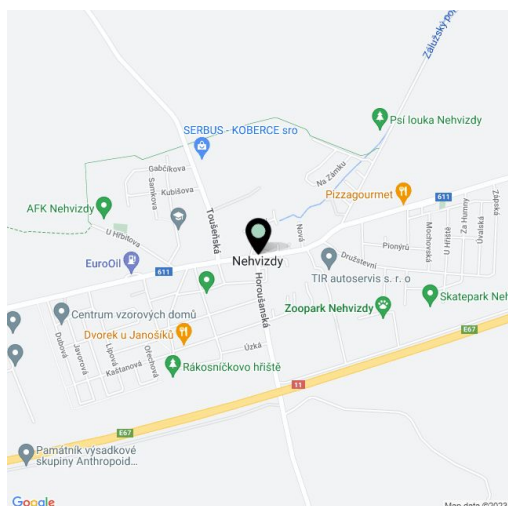 Zálužský po
Psí louka Nehvizdy
SERBUS - KOBERCE sro
Gabčíkova
Kubišova
Samkova
Na Zámku
Pizzagourmet
611
AFK Nehvizdy
Toušeňská
U Hřbitova
Nová
Pionýrů
Mochovská
U Hřiště
Za Humny
Úvalská
Zápská
EuroOil
611
Nehvizdy
Družstevní
TIR autoservis s. r. o
Horoušanská
Zoopark Nehvizdy
Skatepark Neh
Centrum vzorových domů
Dvorek u Janošíků
E67
Dubová
Javorová
Lipová
Kaštanová
Ořechová
Úzká
Rákosníčkovo hřiště
11
E67
Památník výsadkové
skupiny Anthropoid...
Google
Map data ©2023